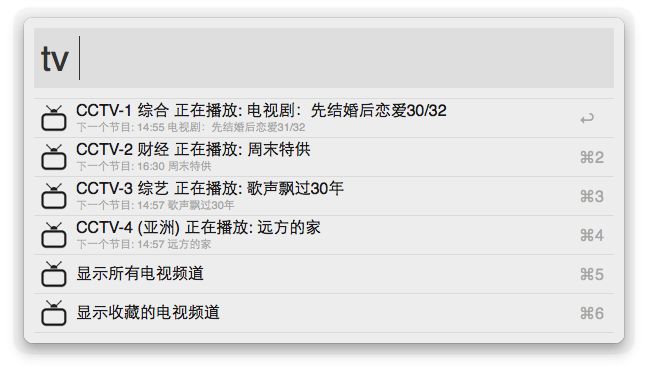 tv
CCTV-1 综合 正在播放: 电视剧：先结婚后恋爱30/32
下一个节目: 14:55 电视剧：先结婚后恋爱31/32
↩
CCTV-2 财经 正在播放: 周末特供
下一个节目: 16:30 周末特供
⌘2
CCTV-3 综艺 正在播放: 歌声飘过30年
下一个节目: 14:57 歌声飘过30年
⌘3
CCTV-4 (亚洲) 正在播放: 远方的家
下一个节目: 14:57 远方的家
⌘4
显示所有电视频道
⌘5
显示收藏的电视频道
⌘6